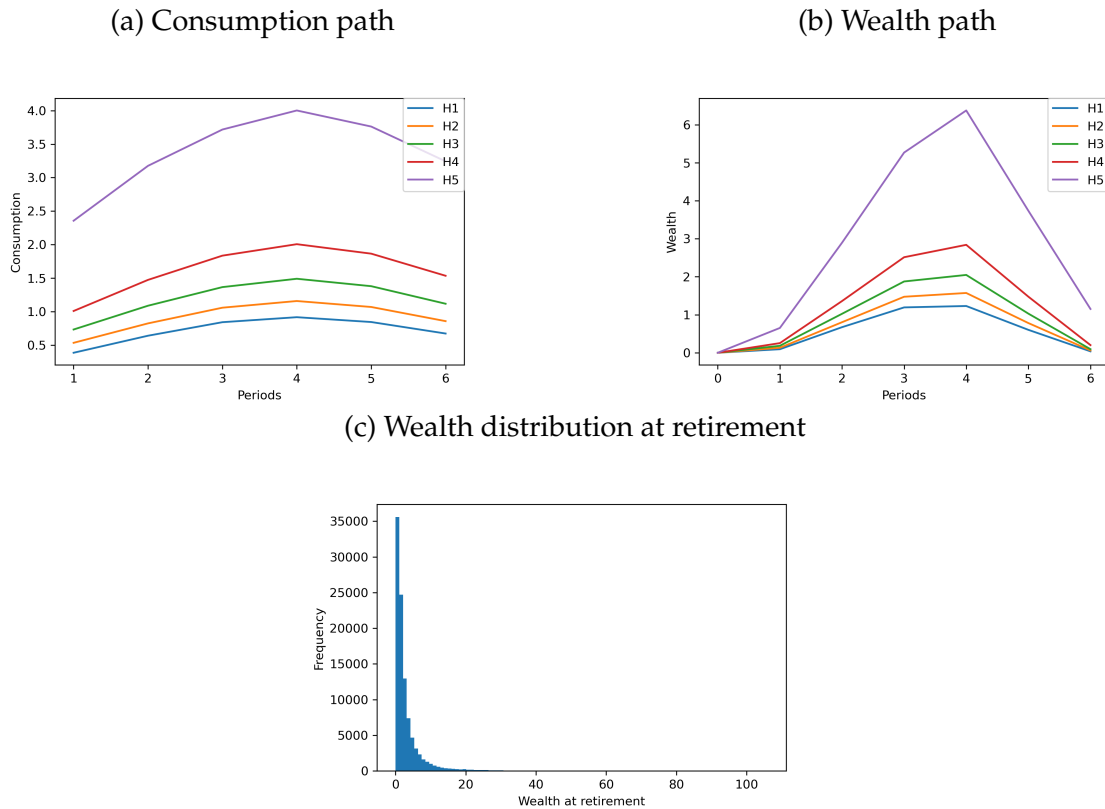 (a) Consumption path
4.0
3.5
3.0
2.5
2.0
1.5
1.0
0.5
Consumption
1 2 3 4 5 6
Periods
H1
H2
H3
H4
H5
(b) Wealth path
6
5
4
3
2
1
0
Wealth
0 1 2 3 4 5 6
Periods
H1
H2
H3
H4
H5
(c) Wealth distribution at retirement
35000
30000
25000
20000
15000
10000
5000
0
Frequency
0 20 40 60 80 100
Wealth at retirement